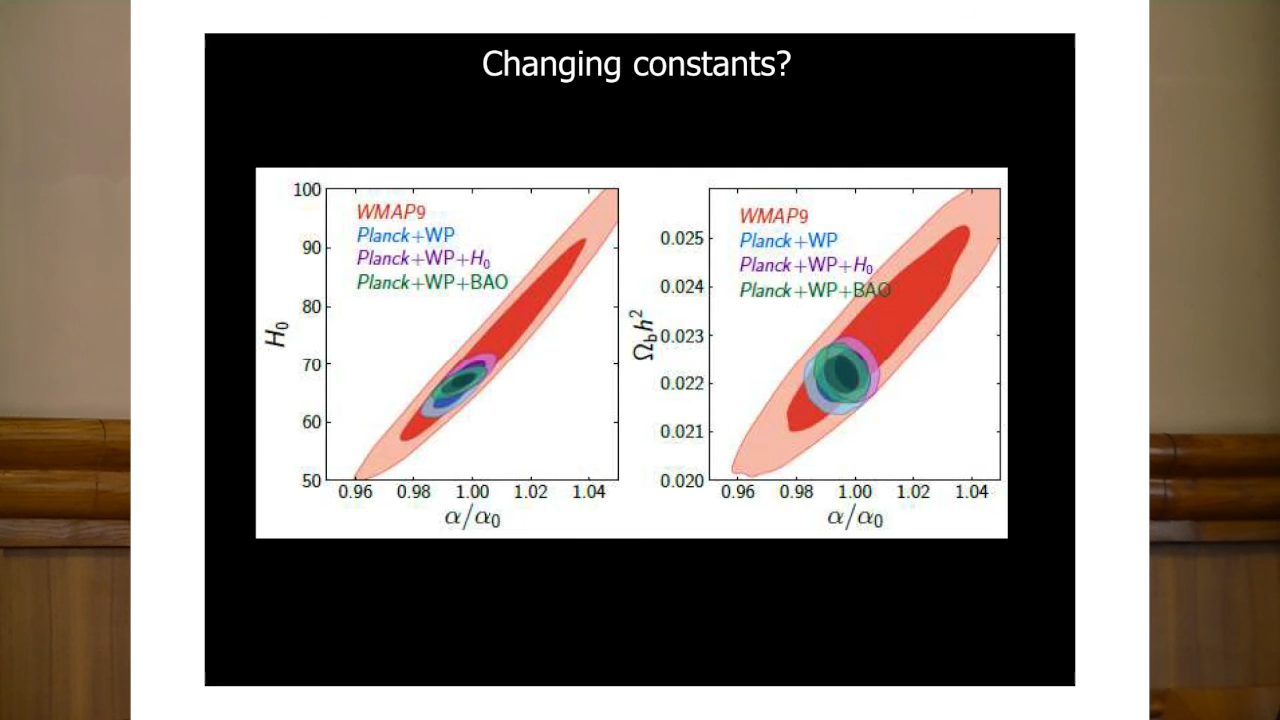 Changing constants?
WMAP9
Planck+WP
Planck+WP+H₀
Planck+WP+BAO
H₀
100
90
80
70
60
50
0.96 0.98 1.00 1.02 1.04
α/α₀
WMAP9
Planck+WP
Planck+WP+H₀
Planck+WP+BAO
Ω_bh²
0.025
0.024
0.023
0.022
0.021
0.020
0.96 0.98 1.00 1.02 1.04
α/α₀